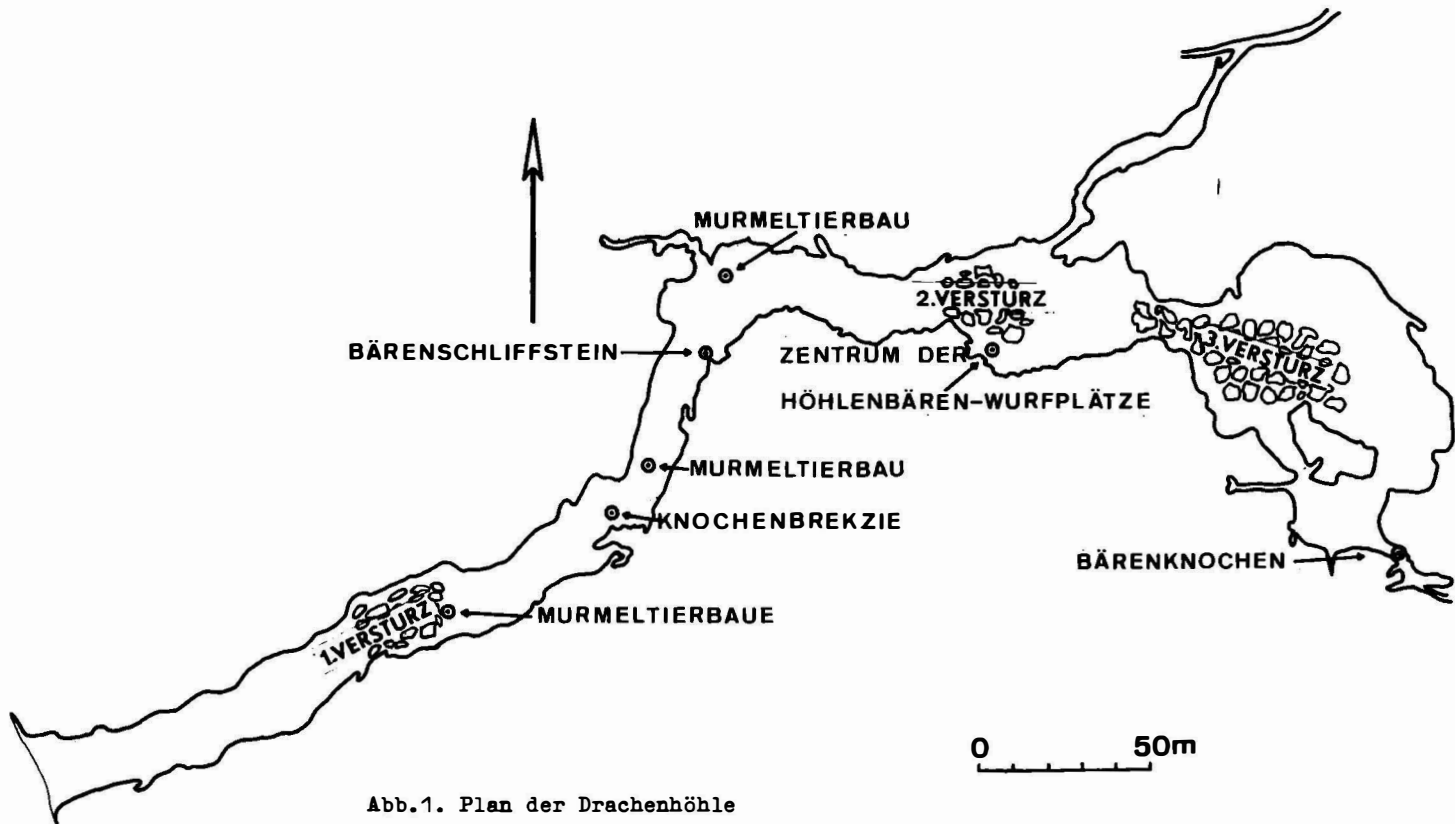 MURMELTIERBAU
2.VERSTURZ
BÄRENSCHLIFFSTEIN
ZENTRUM DER
HÖHLENBÄREN-WURFPLÄTZE
3.VERSTURZ
MURMELTIERBAU
KNOCHENBREKZIE
BÄRENKNOCHEN
1.VERSTURZ
MURMELTIERBAUE
0 50m
Abb.1. Plan der Drachenhöhle